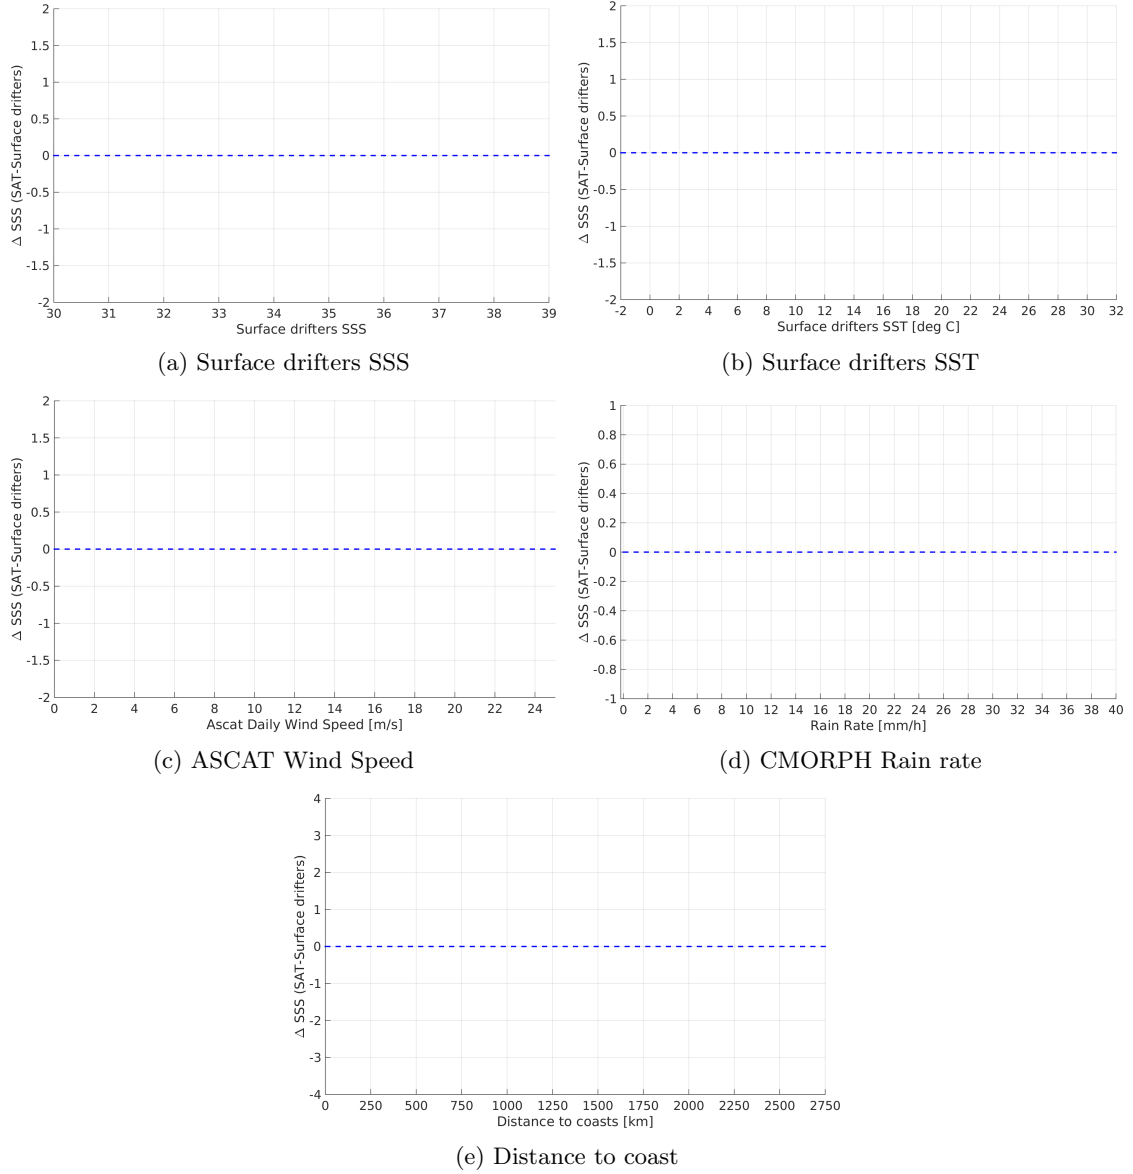 2
1.5
1
0.5
0
-0.5
-1
-1.5
-2
30 31 32 33 34 35 36 37 38 39
Δ SSS (SAT-Surface drifters)
Surface drifters SSS
(a) Surface drifters SSS
2
1.5
1
0.5
0
-0.5
-1
-1.5
-2
-2 0 2 4 6 8 10 12 14 16 18 20 22 24 26 28 30 32
Δ SSS (SAT-Surface drifters)
Surface drifters SST [deg C]
(b) Surface drifters SST
2
1.5
1
0.5
0
-0.5
-1
-1.5
-2
0 2 4 6 8 10 12 14 16 18 20 22 24
Δ SSS (SAT-Surface drifters)
Ascat Daily Wind Speed [m/s]
(c) ASCAT Wind Speed
1
0.8
0.6
0.4
0.2
0
-0.2
-0.4
-0.6
-0.8
-1
0 2 4 6 8 10 12 14 16 18 20 22 24 26 28 30 32 34 36 38 40
Δ SSS (SAT-Surface drifters)
Rain Rate [mm/h]
(d) CMORPH Rain rate
4
3
2
1
0
-1
-2
-3
-4
0 250 500 750 1000 1250 1500 1750 2000 2250 2500 2750
Δ SSS (SAT-Surface drifters)
Distance to coasts [km]
(e) Distance to coast